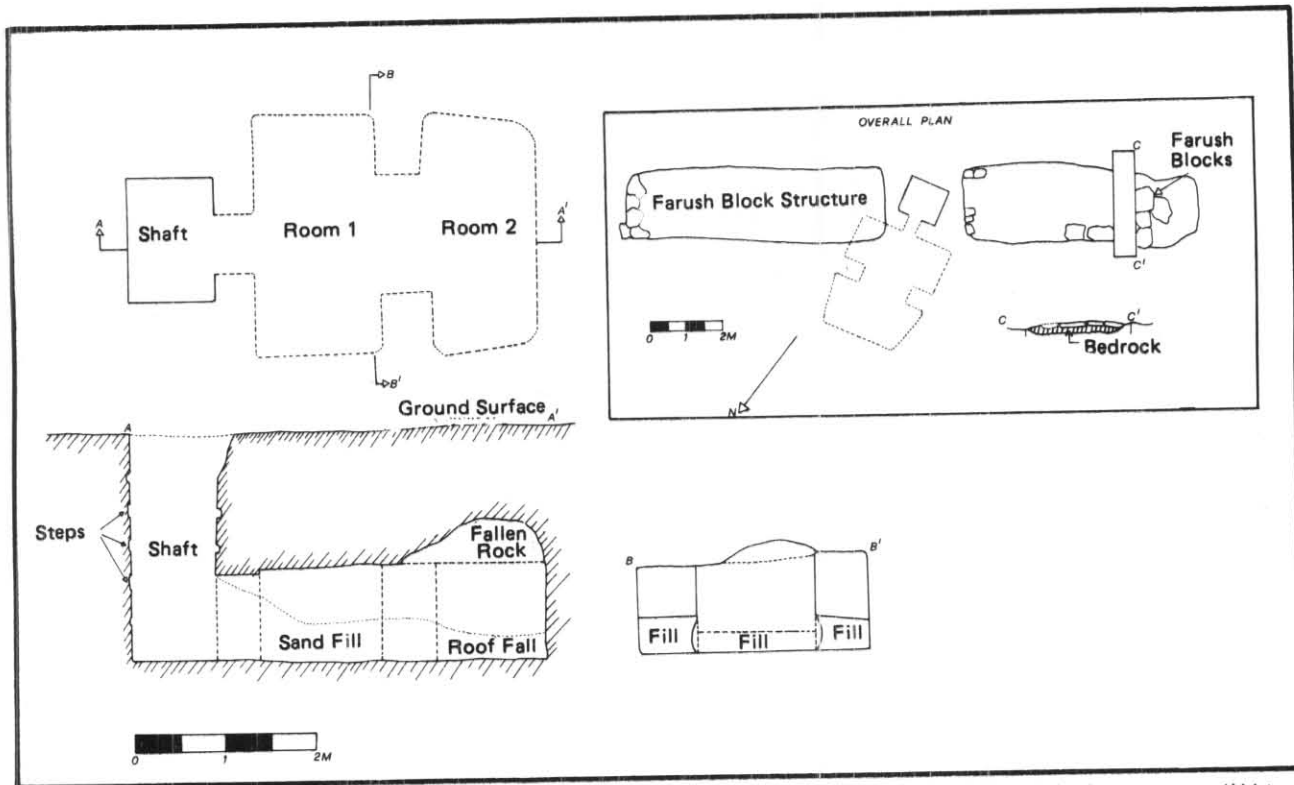 B
A
Shaft
Room 1
Room 2
A'
B'
OVERALL PLAN
Farush Block Structure
C
Farush
Blocks
C'
0 1 2M
C C'
Bedrock
N
Ground Surface
A A'
Steps
Shaft
Fallen
Rock
Sand Fill
Roof Fall
0 1 2M
B B'
Fill Fill Fill